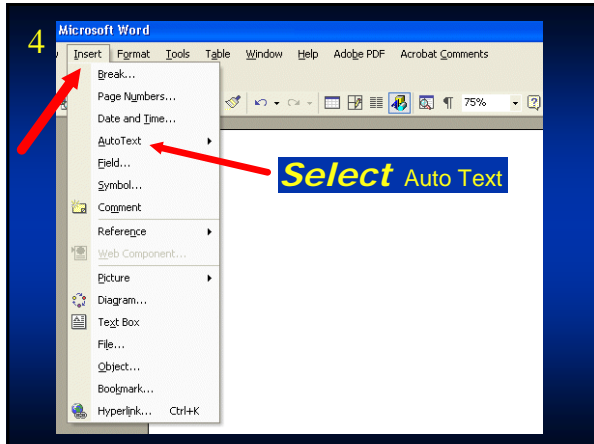 4
Microsoft Word
Insert Format Tools Table Window Help Adobe PDF Acrobat Comments
Break...
Page Numbers...
75%
Date and Time...
AutoText
Field...
Select Auto Text
Symbol...
Comment
Reference
Web Component...
Picture
Diagram...
Text Box
File...
Object...
Bookmark...
Hyperlink... Ctrl+K